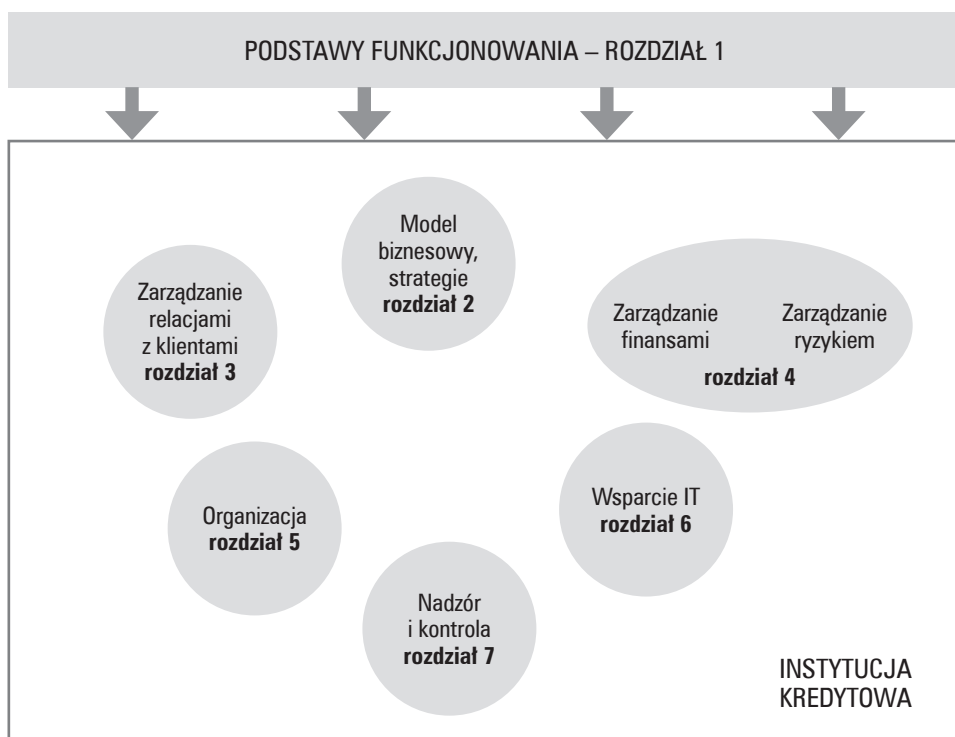 PODSTAWY FUNKCJONOWANIA – ROZDZIAŁ 1
Model
biznesowy,
strategie
rozdział 2
Zarządzanie
relacjami
z klientami
rozdział 3
Zarządzanie
finansami
Zarządzanie
ryzykiem
rozdział 4
Organizacja
rozdział 5
Wsparcie IT
rozdział 6
Nadzór
i kontrola
rozdział 7
INSTYTUCJA
KREDYTOWA